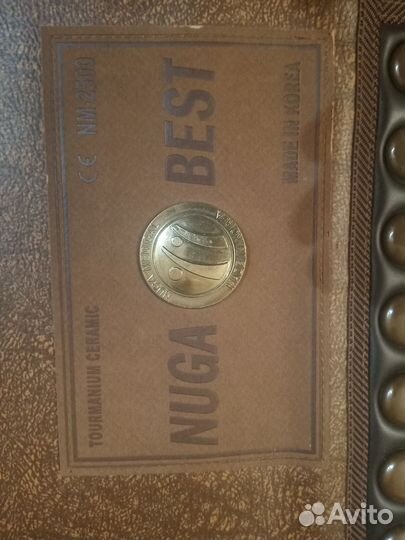 TOURMANIUM CERAMIC
CE NM-2500
NUGA BEST
MADE IN KOREA
Avito